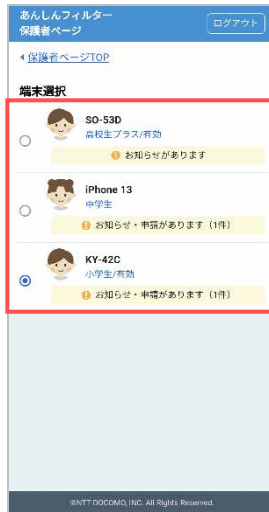 あんしんフィルター
保護者ページ
ログアウト
保護者ページTOP
端末選択
SO-53D
高校生プラス/有効
お知らせがあります
iPhone 13
中学生
お知らせ・申請があります（1件）
KY-42C
小学生/有効
お知らせ・申請があります（1件）
©NTT DOCOMO, INC. All Rights Reserved.